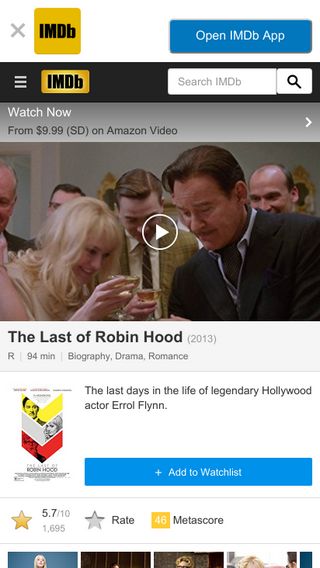 IMDb
Open IMDb App
IMDb
Search IMDb
Watch Now
From $9.99 (SD) on Amazon Video
The Last of Robin Hood (2013)
R | 94 min | Biography, Drama, Romance
The last days in the life of legendary Hollywood
actor Errol Flynn.
THE LAST OF
ROBIN HOOD
+ Add to Watchlist
5.7/10
1,695
Rate
46 Metascore